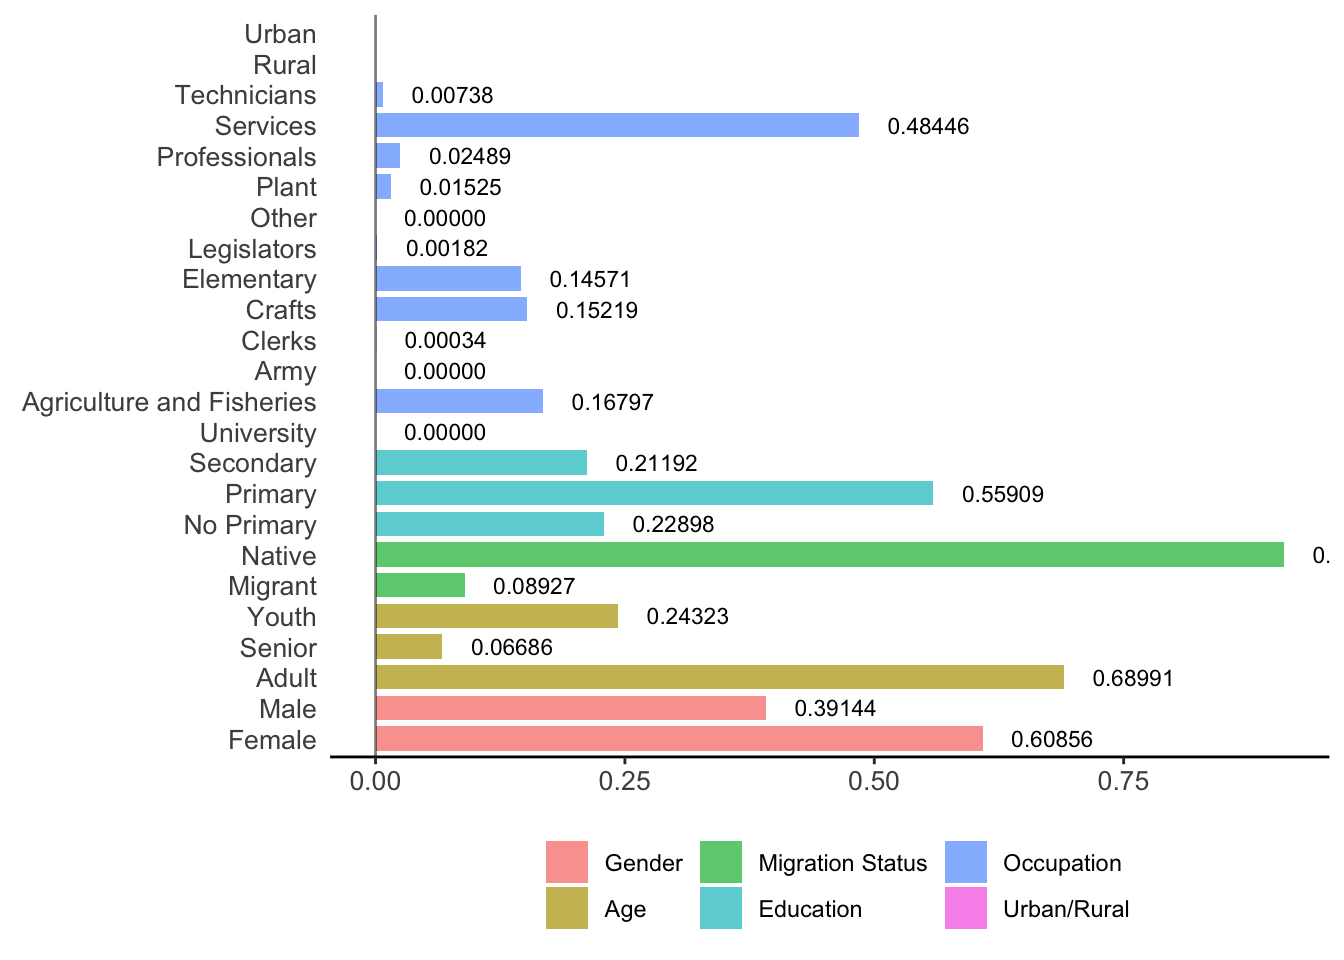 Urban
Rural
Technicians 0.00738
Services 0.48446
Professionals 0.02489
Plant 0.01525
Other 0.00000
Legislators 0.00182
Elementary 0.14571
Crafts 0.15219
Clerks 0.00034
Army 0.00000
Agriculture and Fisheries 0.16797
University 0.00000
Secondary 0.21192
Primary 0.55909
No Primary 0.22898
Native 0.
Migrant 0.08927
Youth 0.24323
Senior 0.06686
Adult 0.68991
Male 0.39144
Female 0.60856
0.00 0.25 0.50 0.75
Gender Migration Status Occupation
Age Education Urban/Rural